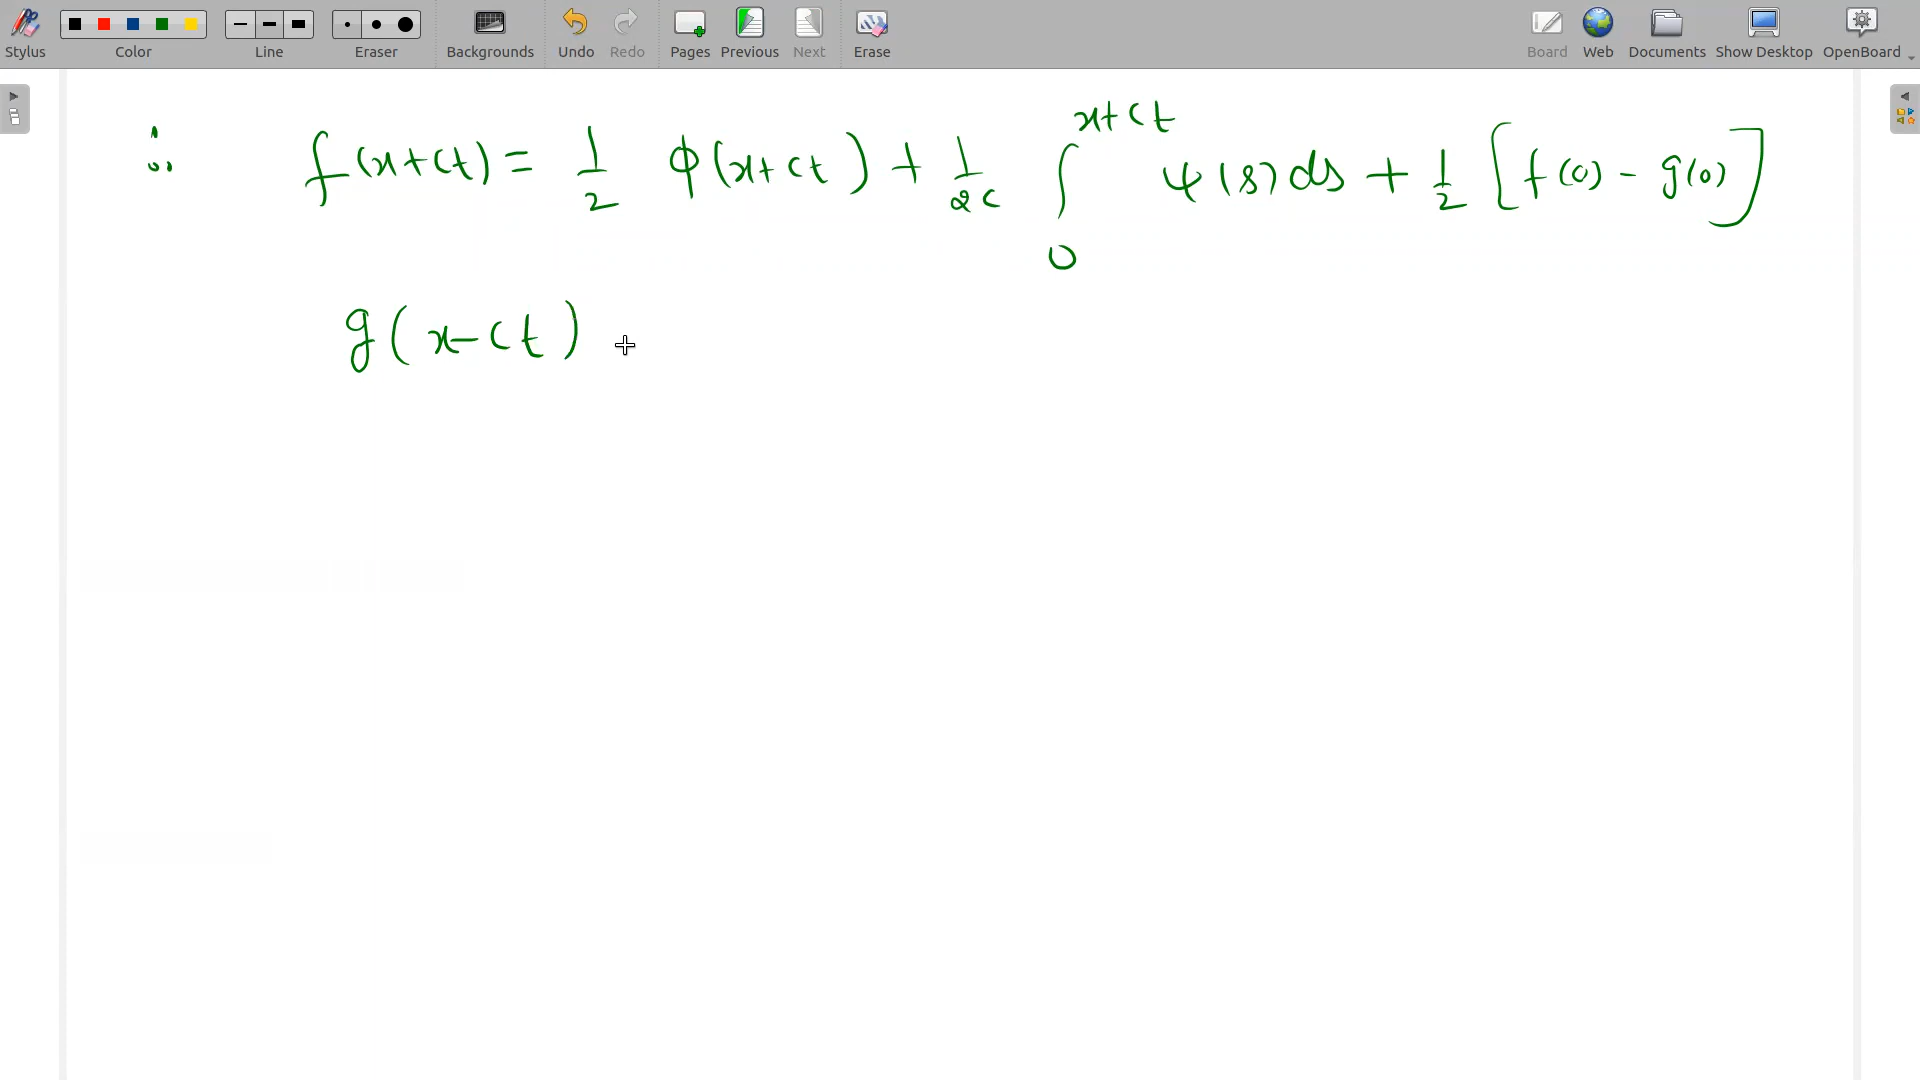 Stylus Color Line Eraser Backgrounds Undo Redo Pages Previous Next Erase Board Web Documents Show Desktop OpenBoard
∴ f(x+ct) = 1/2 φ(x+ct) + 1/2c ∫₀^{x+ct} ψ(s)ds + 1/2 [f(0) - g(0)]
g(x-ct)